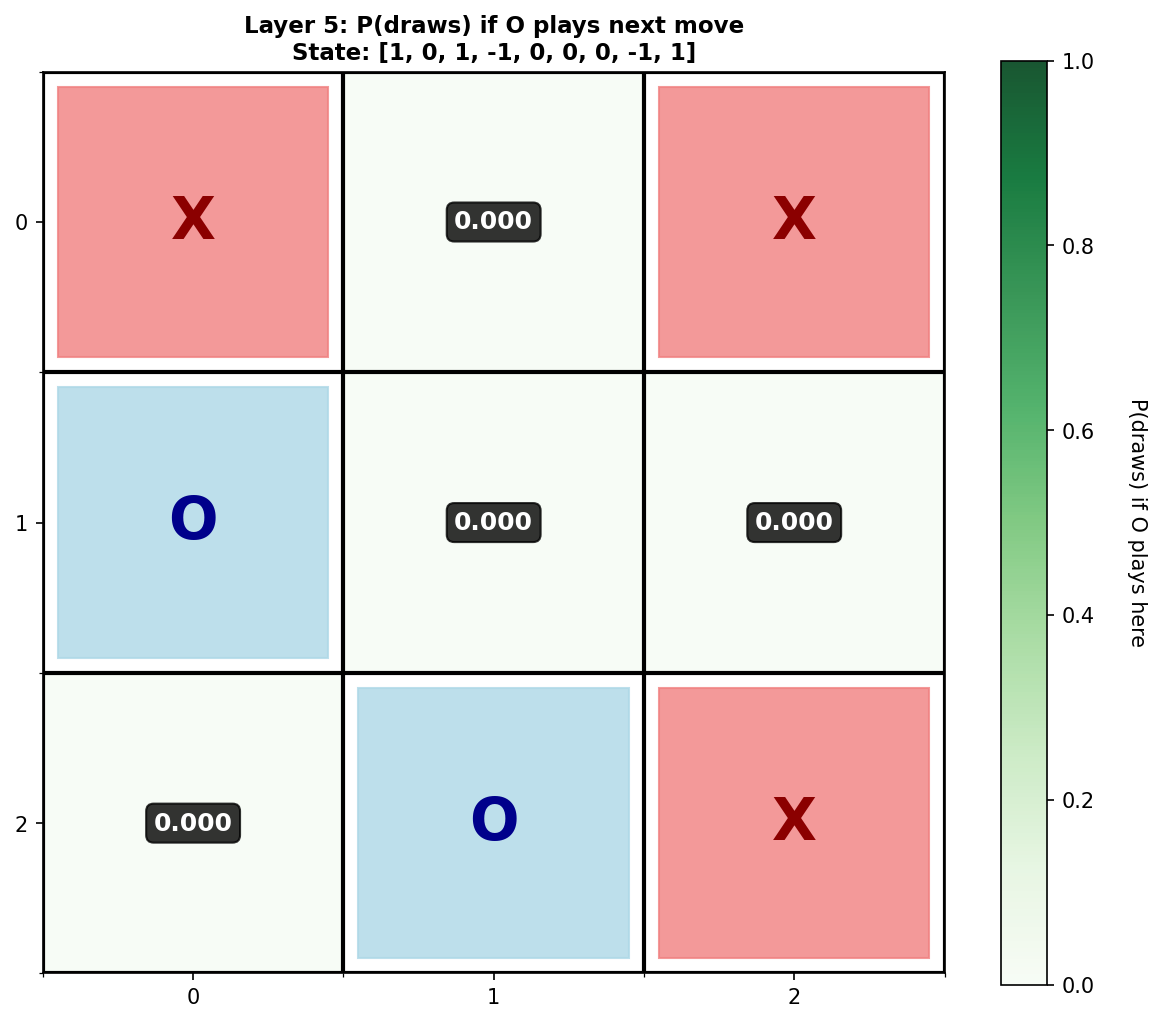 Layer 5: P(draws) if O plays next move
State: [1, 0, 1, -1, 0, 0, 0, -1, 1]
1.0
0.8
0.6
0.4
0.2
0.0
P(draws) if O plays here
0
X
0.000
X
1
O
0.000
0.000
2
0.000
O
X
0
1
2